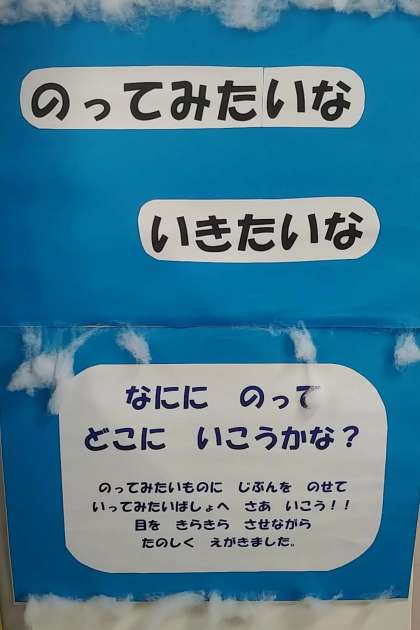 のってみたいな
いきたいな
なにに　のって
どこに　いこうかな？
のってみたいものに　じぶんを　のせて
いってみたいばしょへ　さあ　いこう！！
目を　きらきら　させながら
たのしく　えがきました。